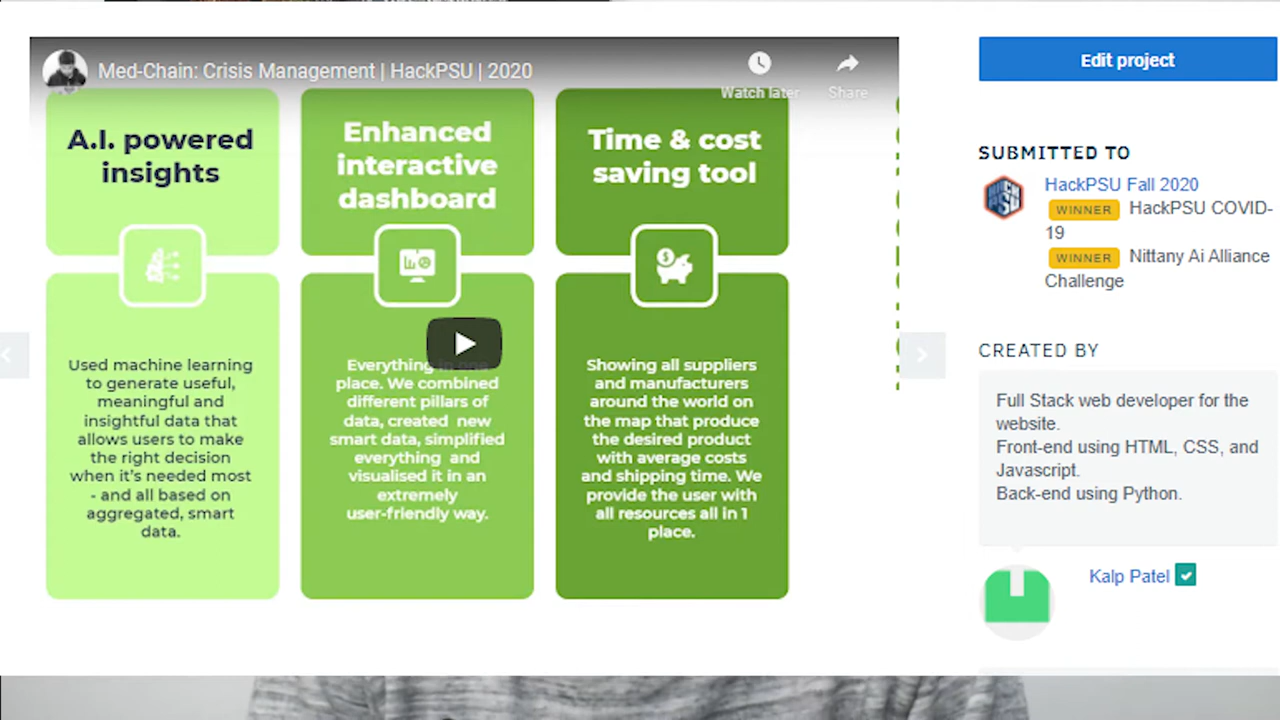 Med-Chain: Crisis Management | HackPSU | 2020
Watch later
Share
A.I. powered
insights
Used machine learning
to generate useful,
meaningful and
insightful data that
allows users to make
the right decision
when it's needed most
- and all based on
aggregated, smart
data.
Enhanced
interactive
dashboard
Everything
place. We combined
different pillars of
data, created new
smart data, simplified
everything and
visualised it in an
extremely
user-friendly way.
Time & cost
saving tool
Showing all suppliers
and manufacturers
around the world on
the map that produce
the desired product
with average costs
and shipping time. We
provide the user with
all resources all in 1
place.
Edit project
SUBMITTED TO
HackPSU Fall 2020
WINNER HackPSU COVID-
19
WINNER Nittany Ai Alliance
Challenge
CREATED BY
Full Stack web developer for the
website.
Front-end using HTML, CSS, and
Javascript.
Back-end using Python.
Kalp Patel